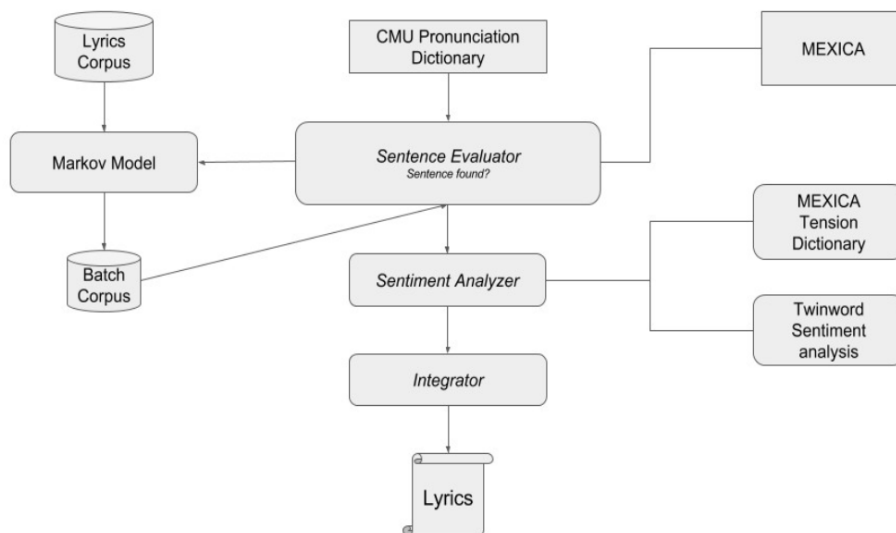 Lyrics
Corpus
CMU Pronunciation
Dictionary
MEXICA
Markov Model
Sentence Evaluator
Sentence found?
MEXICA
Tension
Dictionary
Batch
Corpus
Sentiment Analyzer
Twinword
Sentiment
analysis
Integrator
Lyrics